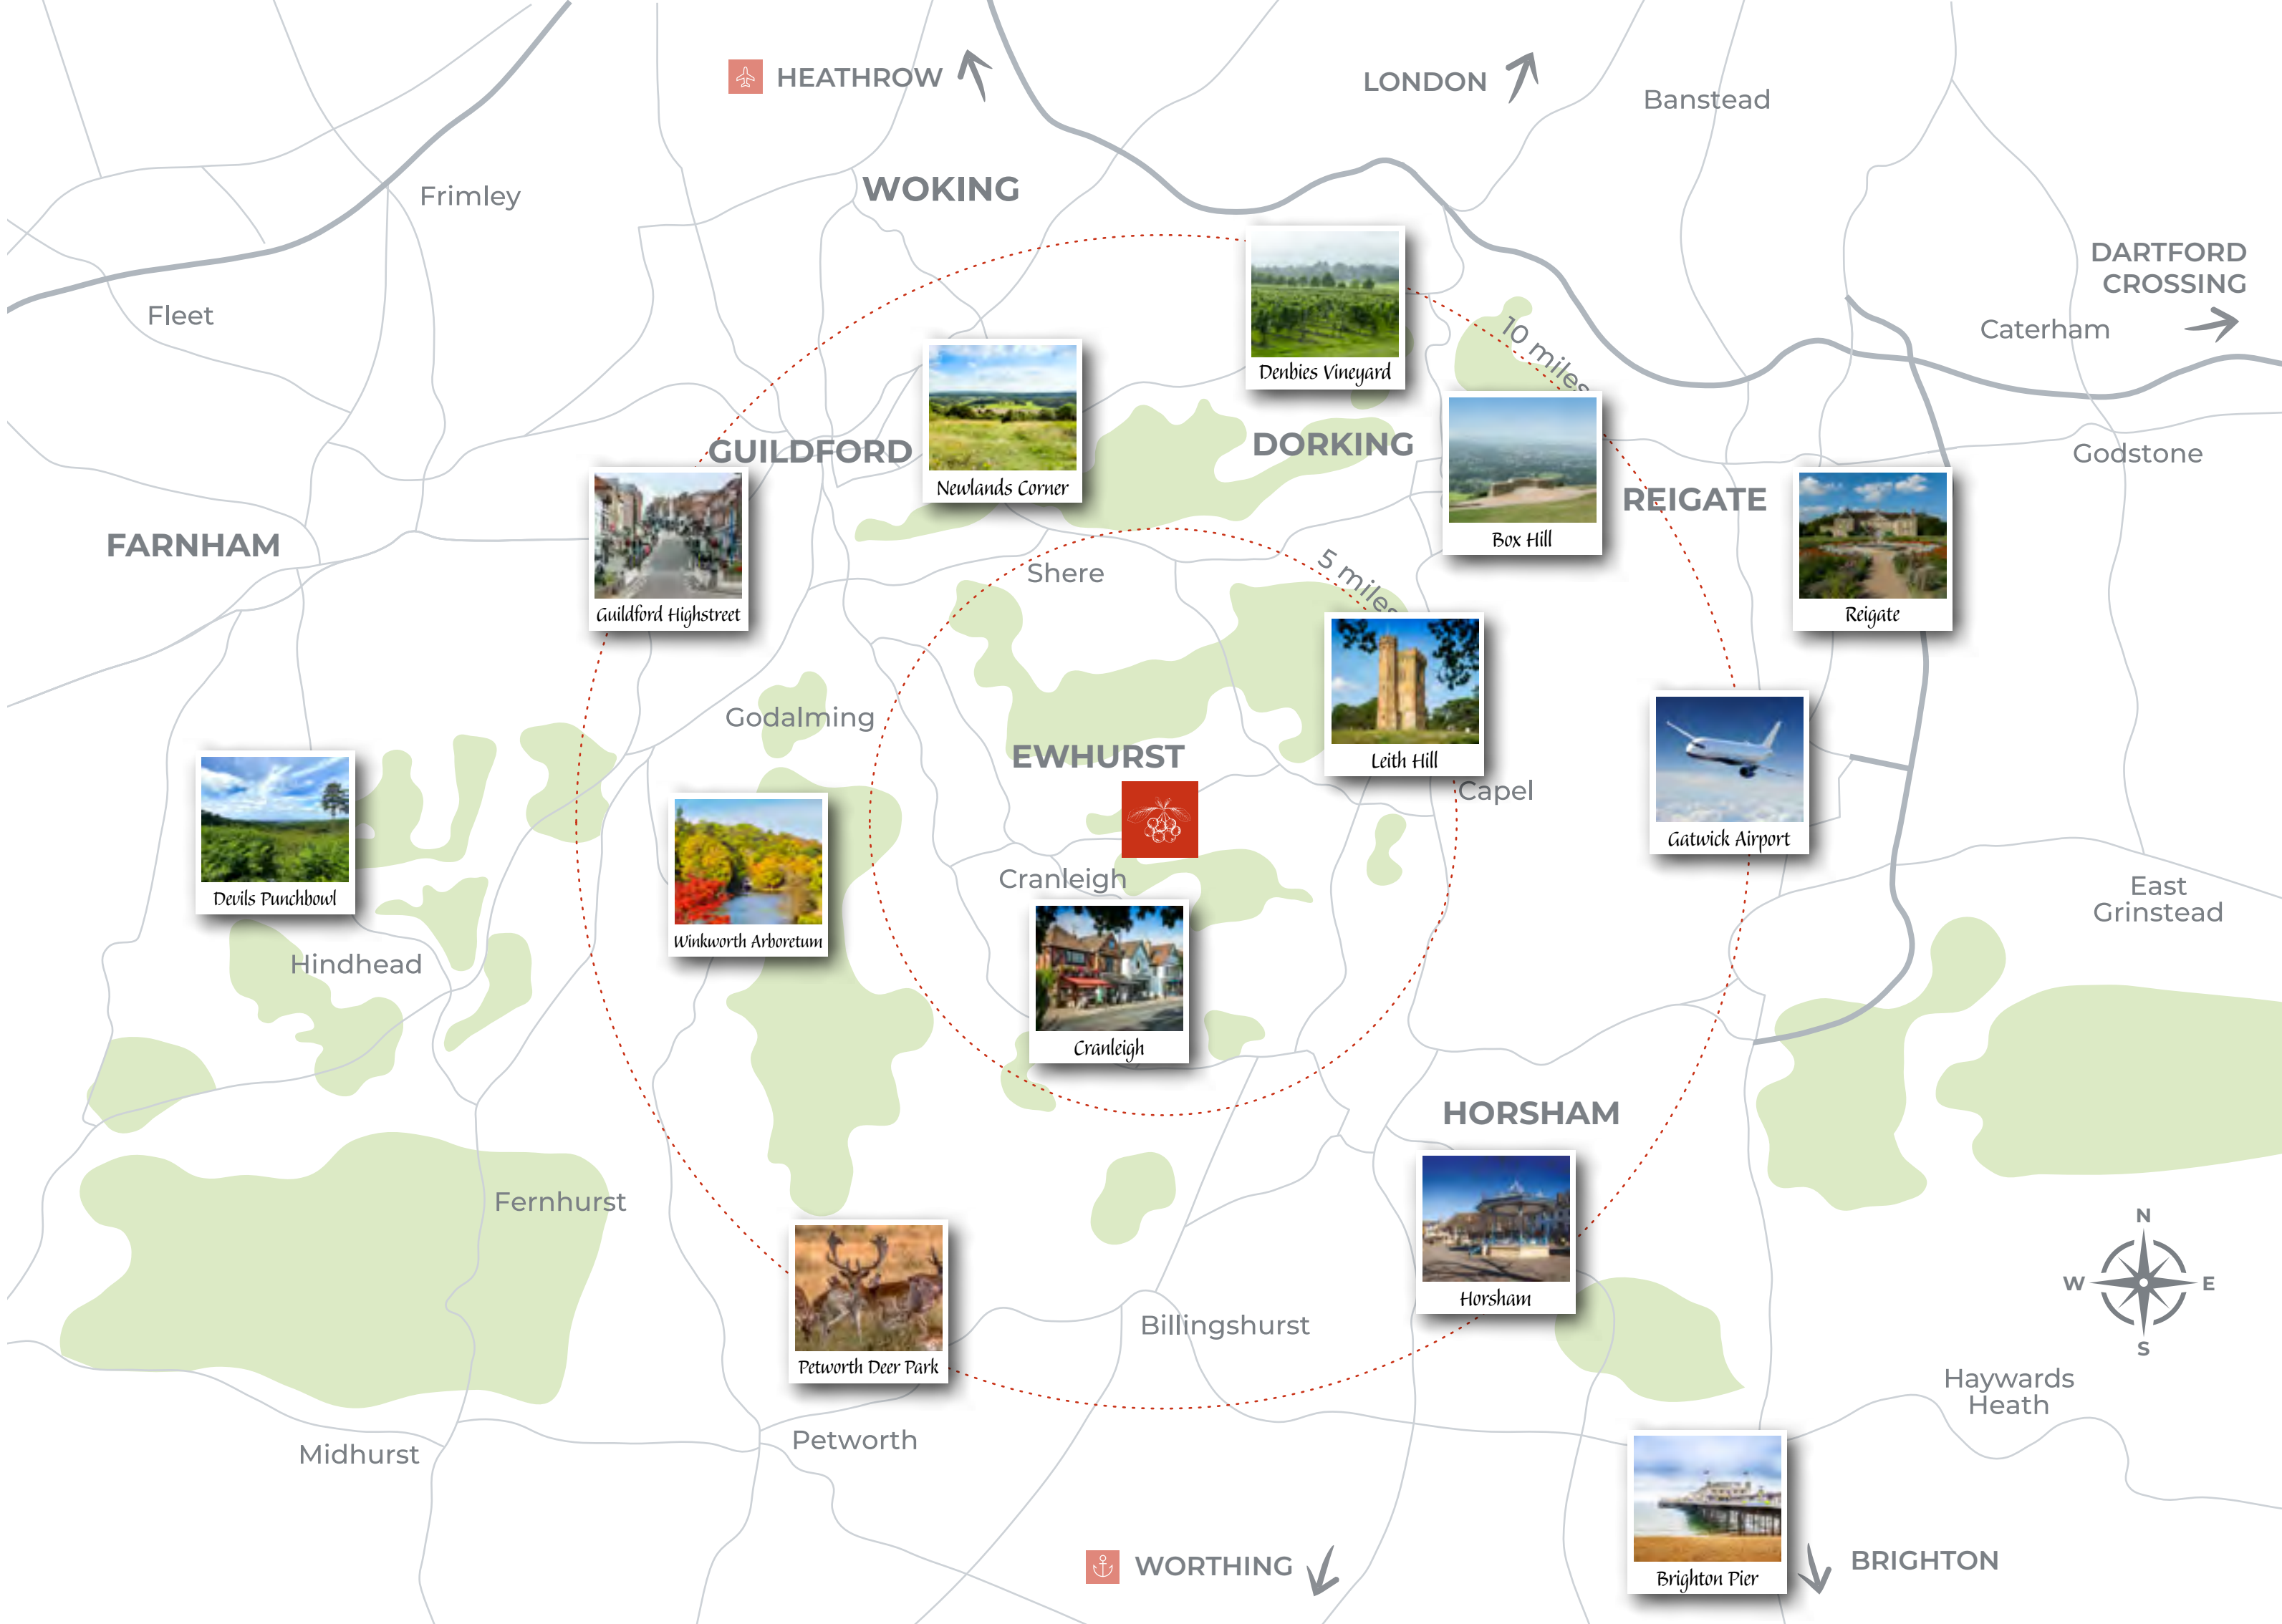 HEATHROW
LONDON
Banstead
WOKING
Frimley
DARTFORD
CROSSING
Fleet
Caterham
10 miles
Denbies Vineyard
DORKING
GUILDFORD
Godstone
Newlands Corner
REIGATE
FARNHAM
Box Hill
Shere
5 miles
Guildford Highstreet
Reigate
Godalming
EWHURST
Leith Hill
Capel
Gatwick Airport
Cranleigh
East
Grinstead
Devils Punchbowl
Winkworth Arboretum
Hindhead
Cranleigh
HORSHAM
Fernhurst
N
W
E
S
Horsham
Billingshurst
Petworth Deer Park
Haywards
Heath
Petworth
Midhurst
WORTHING
BRIGHTON
Brighton Pier